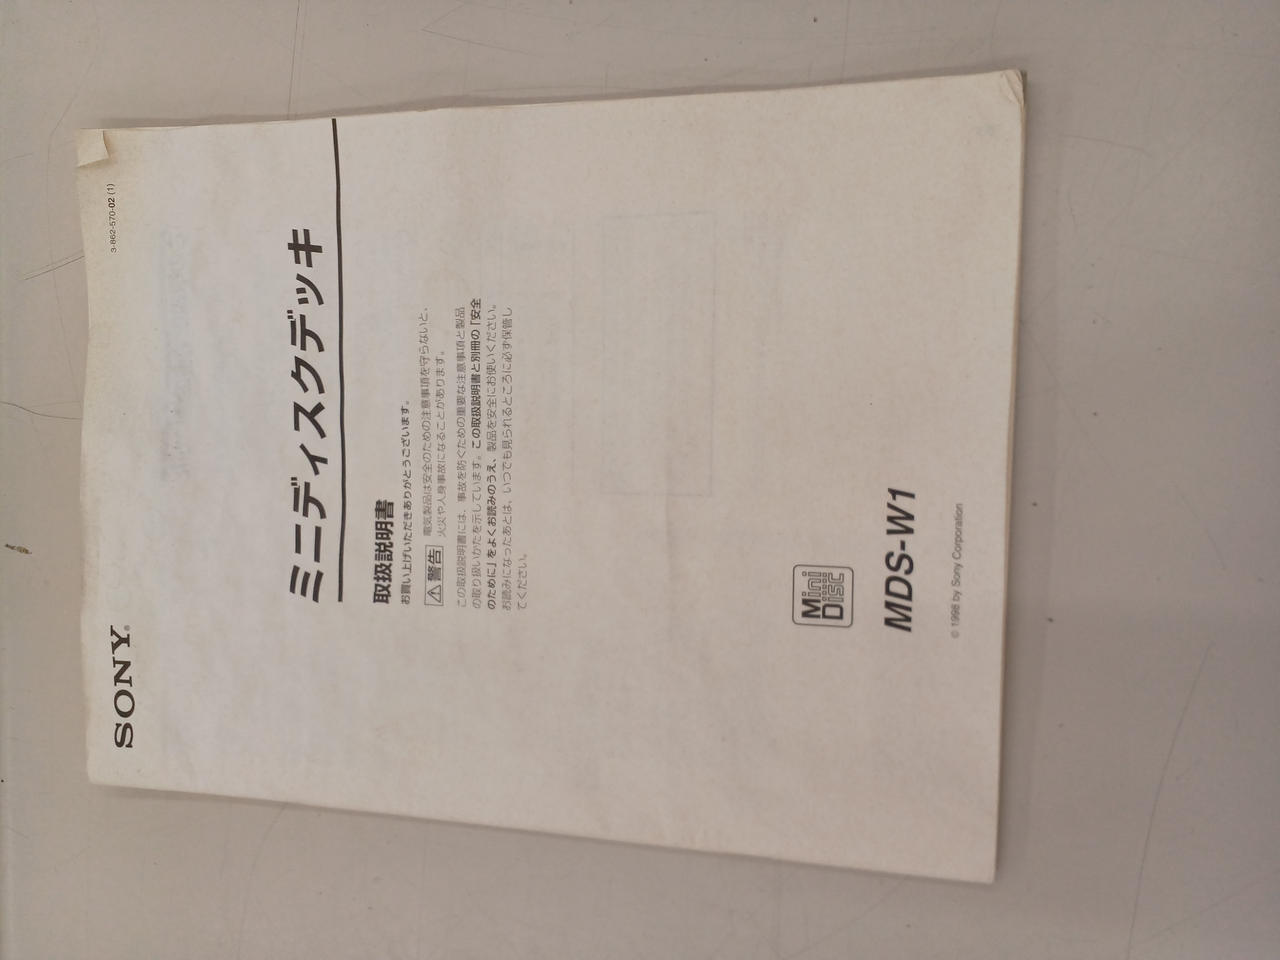 3-862-570-02 (1)
SONY®
ミニディスクデッキ
取扱説明書
お買い上げいただきありがとうございます。
⚠警告 電気製品は安全のための注意事項を守らないと、
火災や人身事故になることがあります。
この取扱説明書には、事故を防ぐための重要な注意事項と製品
の取り扱いかたを示しています。この取扱説明書と別冊の「安全
のために」をよくお読みのうえ、製品を安全にお使いください。
お読みになったあとは、いつでも見られるところに必ず保管し
てください。
Mini
Disc
MDS-W1
© 1998 by Sony Corporation